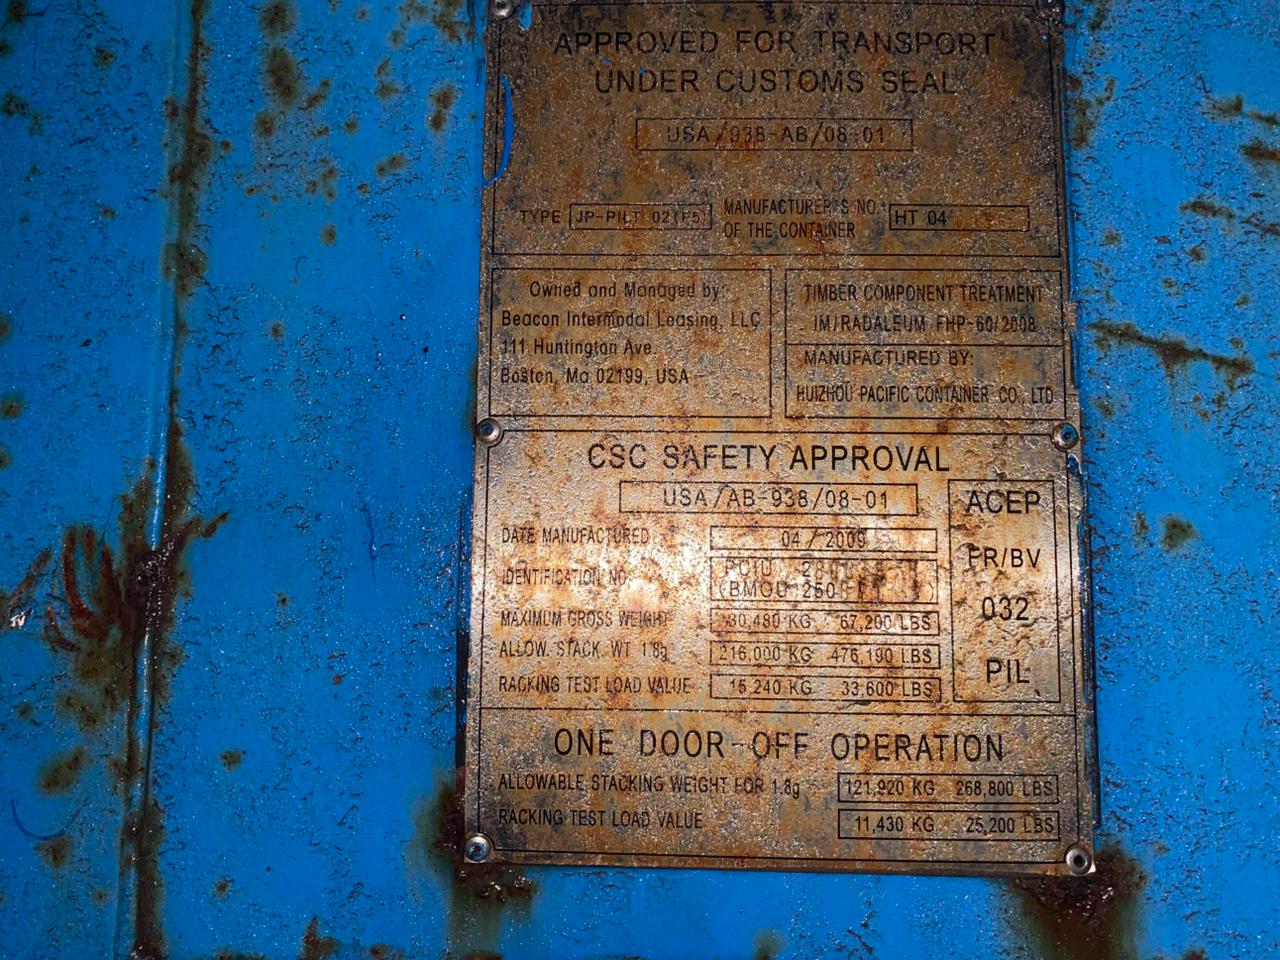 APPROVED FOR TRANSPORT
UNDER CUSTOMS SEAL
USA/938-AB/08-01
TYPE JP-PILT 02(F5) MANUFACTURER'S NO. OF THE CONTAINER HT 04
Owned and Managed by:
Beacon Intermodal Leasing, LLC
111 Huntington Ave.
Boston, Ma 02199, USA
TIMBER COMPONENT TREATMENT
IM/RADALEUM FHP-60/2008
MANUFACTURED BY:
HUIZHOU PACIFIC CONTAINER CO., LTD
CSC SAFETY APPROVAL
USA/AB-938/08-01
DATE MANUFACTURED 04/2009
IDENTIFICATION NO.
MAXIMUM GROSS WEIGHT 30,480 KG 67,200 LBS
ALLOW. STACK. WT 1.8g 216,000 KG 476,190 LBS
RACKING TEST LOAD VALUE 15,240 KG 33,600 LBS
ACEP
FR/BV
032
PIL
ONE DOOR-OFF OPERATION
ALLOWABLE STACKING WEIGHT FOR 1.8g 121,920 KG 268,800 LBS
RACKING TEST LOAD VALUE 11,430 KG 25,200 LBS